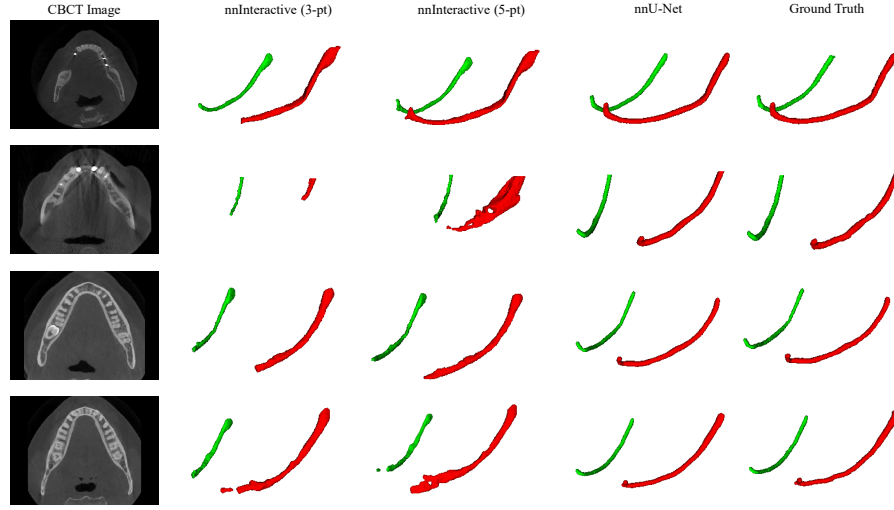 CBCT Image
nnInteractive (3-pt)
nnInteractive (5-pt)
nnU-Net
Ground Truth